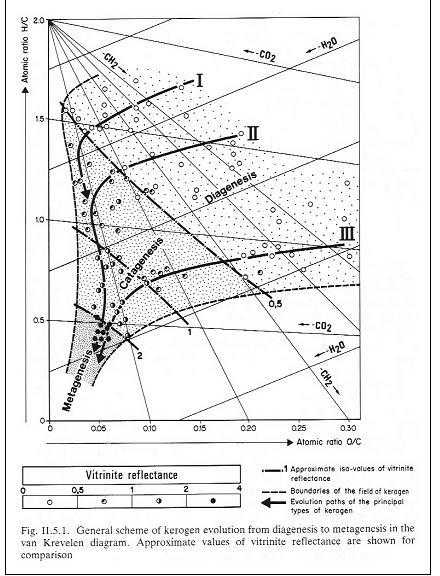 Atomic ratio H/C
2.0
-CH₂
-CO₂
-H₂O
I
1.5
II
Diagenesis
III
1.0
Catagenesis
0,5
0.5
1
2
-CO₂
-H₂O
Metagenesis
-CH₂
0
0 0.05 0.10 0.15 0.20 0.25 0.30
Atomic ratio O/C
Vitrinite reflectance
0 0,5 1 2 4
1 Approximate iso-values of vitrinite
reflectance
Boundaries of the field of kerogen
Evolution paths of the principal
types of kerogen
Fig. II.5.1. General scheme of kerogen evolution from diagenesis to metagenesis in the
van Krevelen diagram. Approximate values of vitrinite reflectance are shown for
comparison